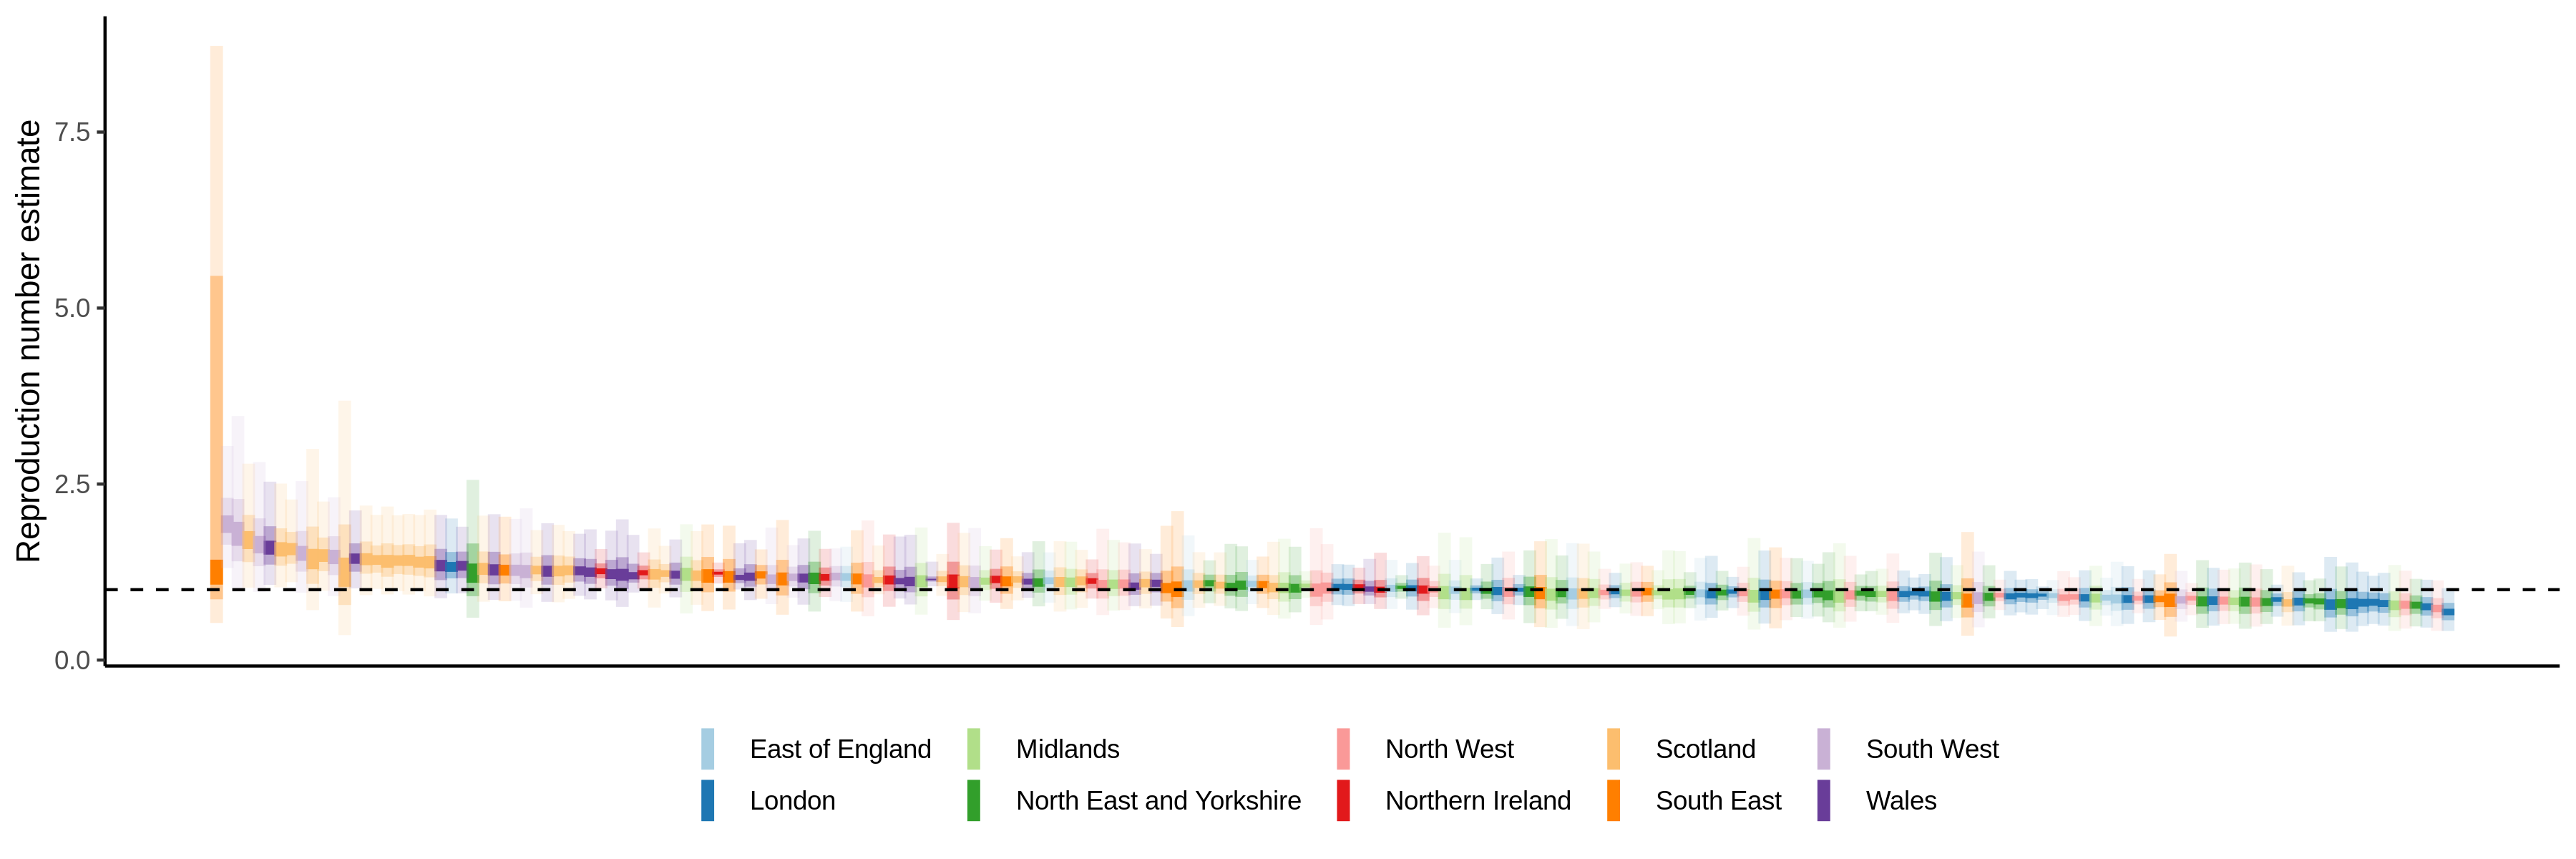 Reproduction number estimate
7.5
5.0
2.5
0.0
East of England
Midlands
North West
Scotland
South West
London
North East and Yorkshire
Northern Ireland
South East
Wales